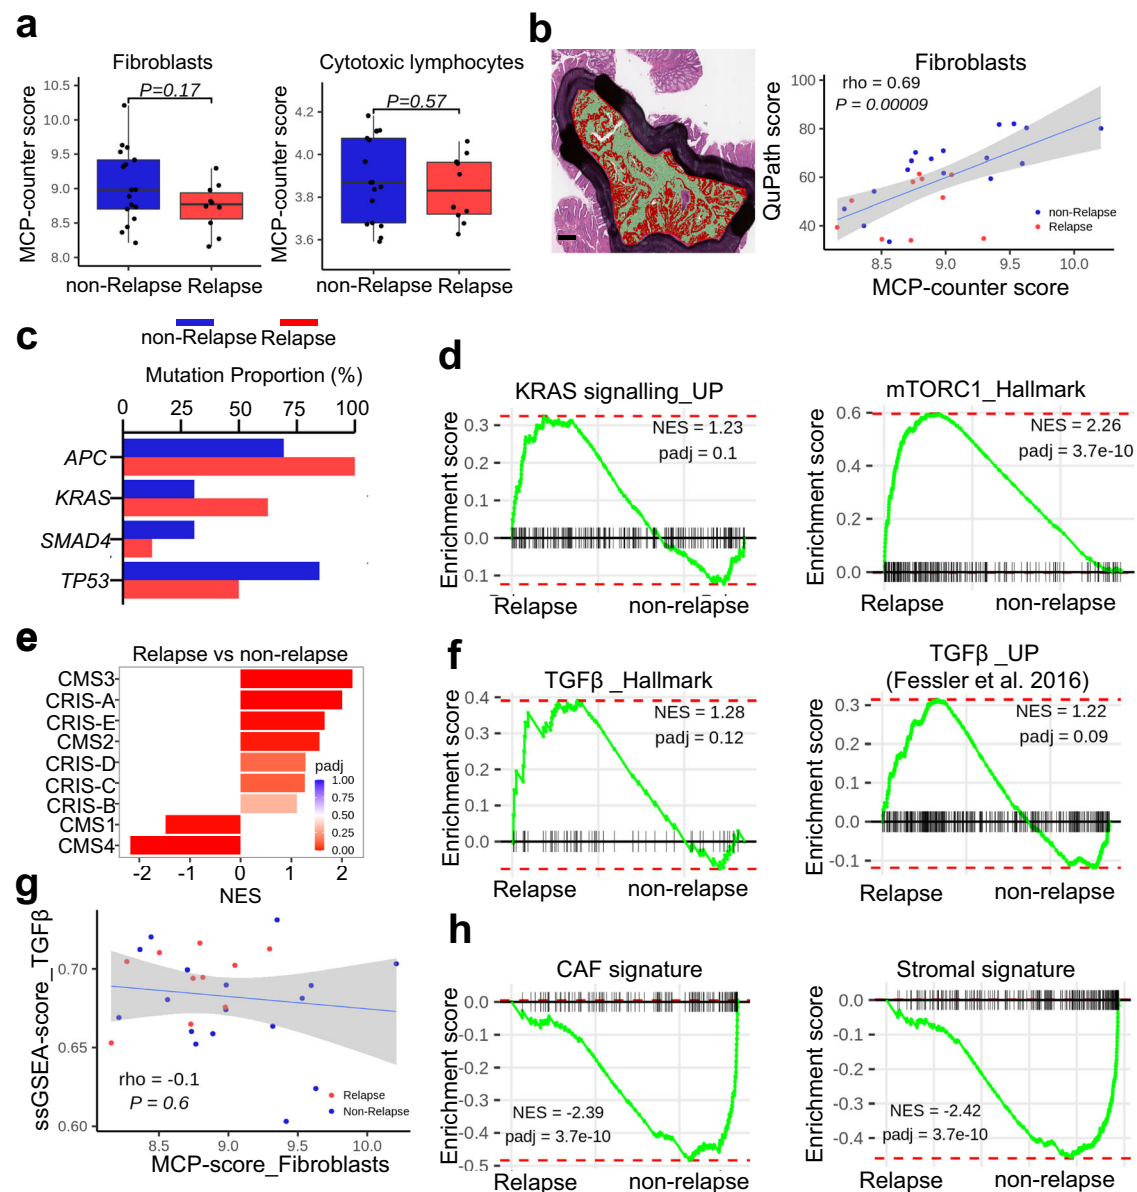 a
Fibroblasts
MCP-counter score
10.5
10.0
9.5
9.0
8.5
8.0
P=0.17
non-Relapse Relapse
Cytotoxic lymphocytes
MCP-counter score
4.2
4.0
3.8
3.6
P=0.57
non-Relapse Relapse
b
Fibroblasts
QuPath score
100
80
60
40
rho = 0.69
P = 0.00009
non-Relapse
Relapse
8.5 9.0 9.5 10.0
MCP-counter score
c
non-Relapse Relapse
Mutation Proportion (%)
0 25 50 75 100
APC
KRAS
SMAD4
TP53
d
KRAS signalling_UP
Enrichment score
0.3
0.2
0.1
0.0
0.1
NES = 1.23
padj = 0.1
Relapse non-relapse
mTORC1_Hallmark
Enrichment score
0.6
0.4
0.2
0.0
NES = 2.26
padj = 3.7e-10
Relapse non-relapse
e
Relapse vs non-relapse
CMS3
CRIS-A
CRIS-E
CMS2
CRIS-D
CRIS-C
CRIS-B
CMS1
CMS4
padj
1.00
0.75
0.50
0.25
0.00
-2 -1 0 1 2
NES
f
TGFβ _Hallmark
Enrichment score
0.4
0.3
0.2
0.1
0.0
NES = 1.28
padj = 0.12
Relapse non-relapse
TGFβ _UP
(Fessler et al. 2016)
Enrichment score
0.3
0.2
0.1
0.0
-0.1
NES = 1.22
padj = 0.09
Relapse non-relapse
g
ssGSEA-score_TGFβ
0.70
0.65
0.60
rho = -0.1
P = 0.6
Relapse
Non-Relapse
8.5 9.0 9.5 10.0
MCP-score_Fibroblasts
h
CAF signature
Enrichment score
0.0
-0.1
-0.2
-0.3
-0.4
-0.5
NES = -2.39
padj = 3.7e-10
Relapse non-relapse
Stromal signature
Enrichment score
0.0
-0.1
-0.2
-0.3
-0.4
NES = -2.42
padj = 3.7e-10
Relapse non-relapse